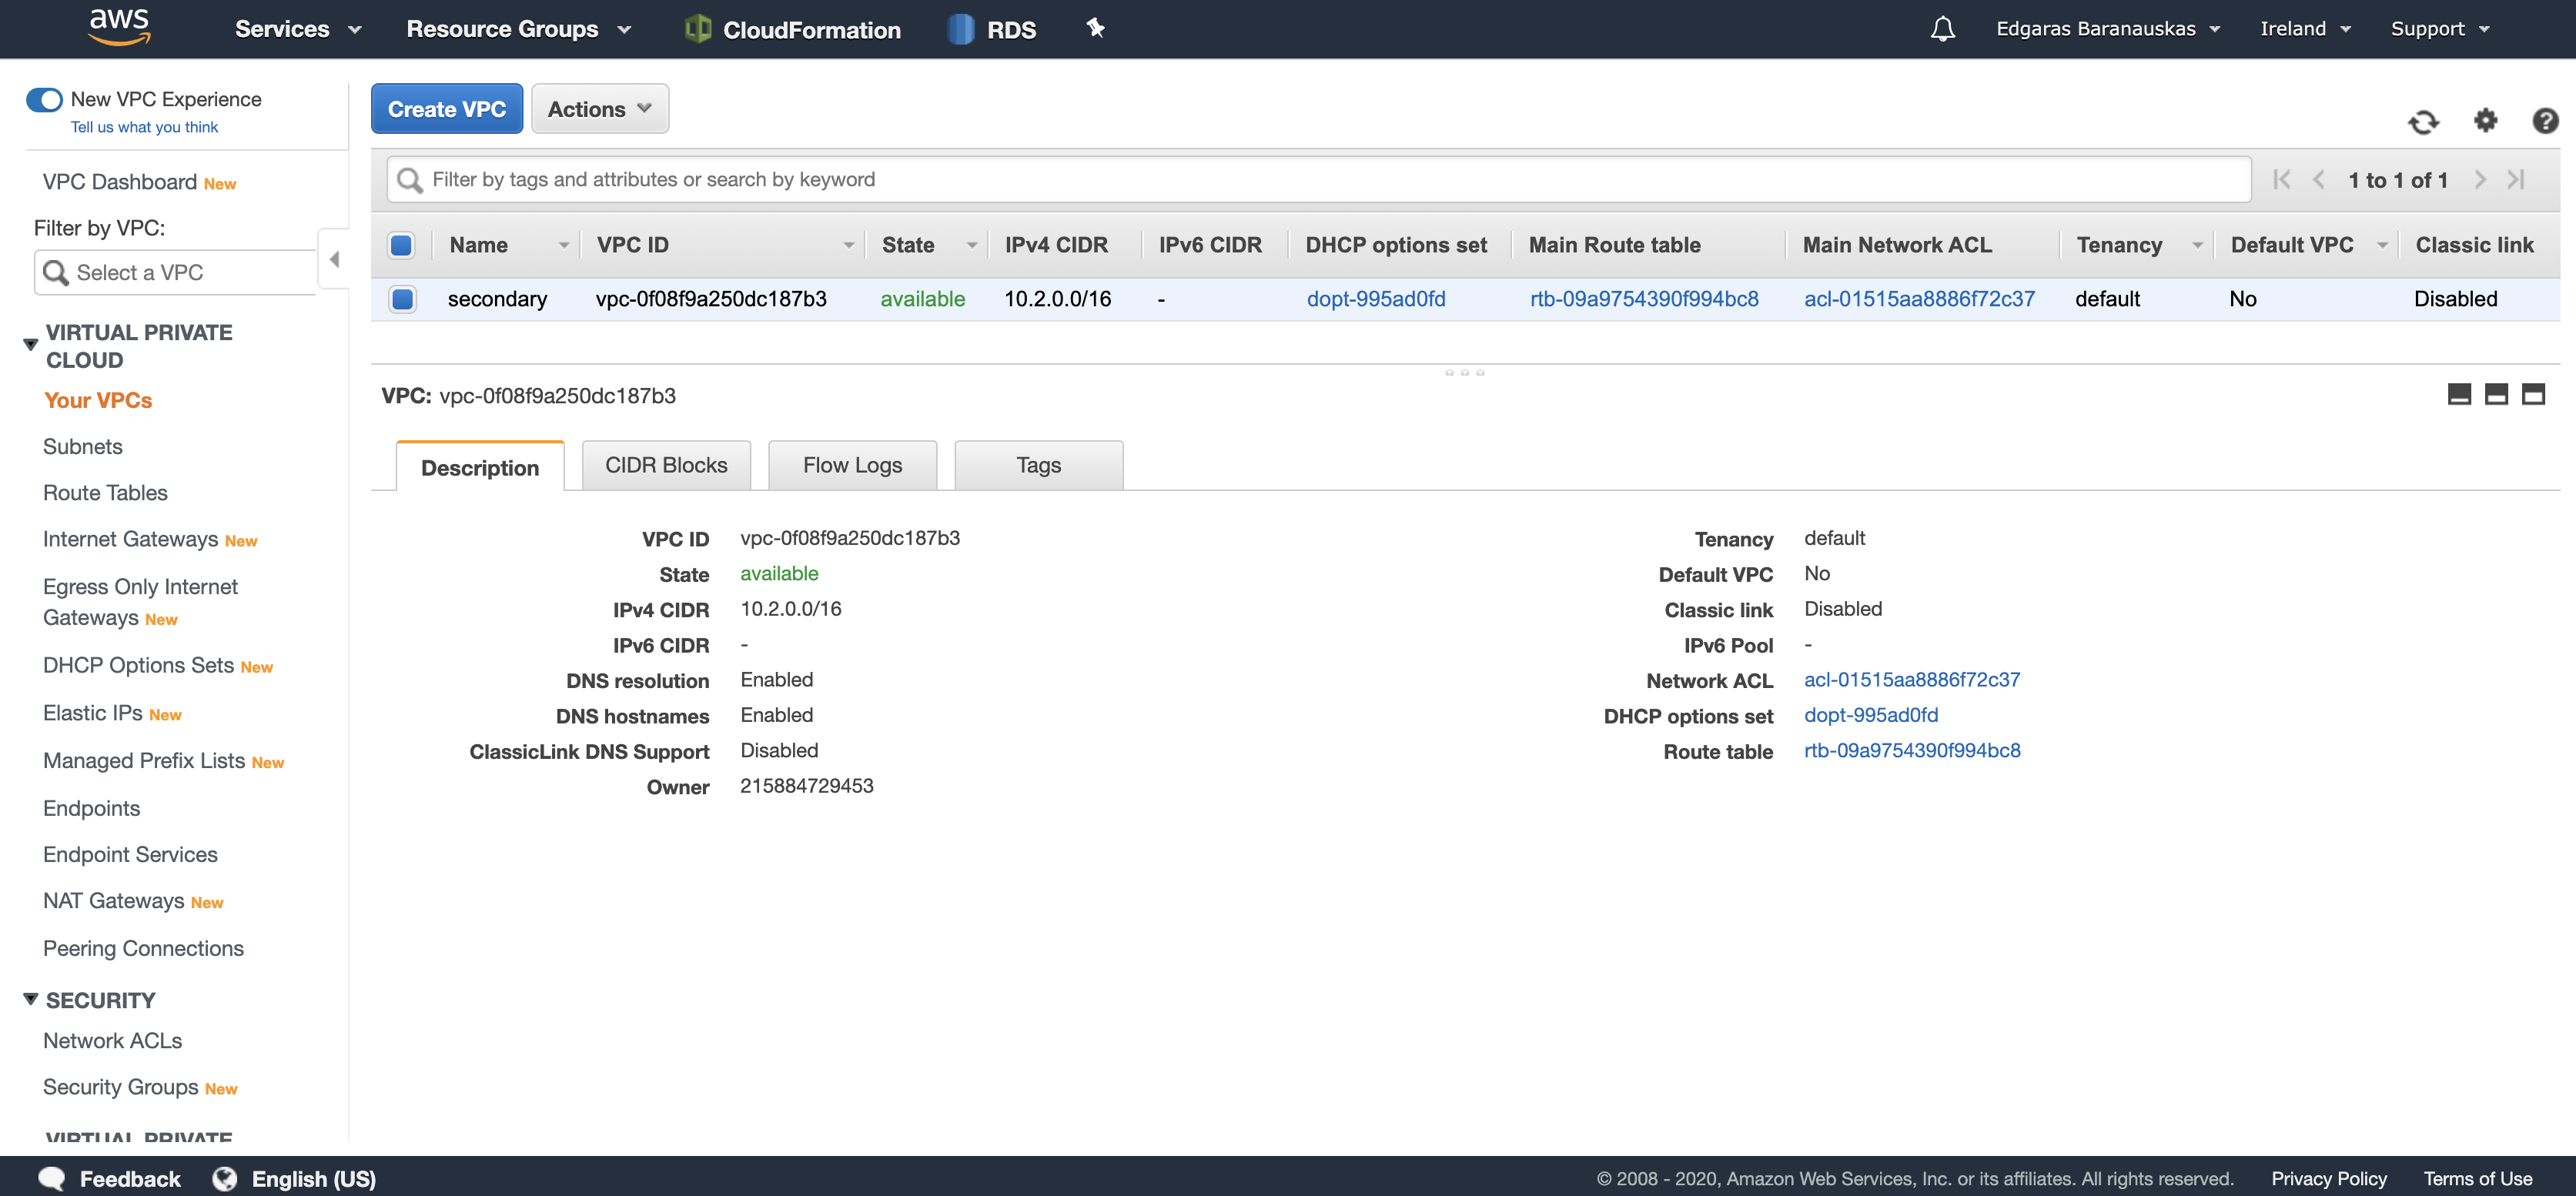 aws Services Resource Groups CloudFormation RDS Edgaras Baranauskas Ireland Support
New VPC Experience
Tell us what you think
VPC Dashboard New
Filter by VPC:
Select a VPC
VIRTUAL PRIVATE
CLOUD
Your VPCs
Subnets
Route Tables
Internet Gateways New
Egress Only Internet
Gateways New
DHCP Options Sets New
Elastic IPs New
Managed Prefix Lists New
Endpoints
Endpoint Services
NAT Gateways New
Peering Connections
SECURITY
Network ACLs
Security Groups New
VIRTUAL PRIVATE
Create VPC Actions
Filter by tags and attributes or search by keyword 1 to 1 of 1
Name VPC ID State IPv4 CIDR IPv6 CIDR DHCP options set Main Route table Main Network ACL Tenancy Default VPC Classic link
secondary vpc-0f08f9a250dc187b3 available 10.2.0.0/16 - dopt-995ad0fd rtb-09a9754390f994bc8 acl-01515aa8886f72c37 default No Disabled
VPC: vpc-0f08f9a250dc187b3
Description CIDR Blocks Flow Logs Tags
VPC ID vpc-0f08f9a250dc187b3
State available
IPv4 CIDR 10.2.0.0/16
IPv6 CIDR -
DNS resolution Enabled
DNS hostnames Enabled
ClassicLink DNS Support Disabled
Owner 215884729453
Tenancy default
Default VPC No
Classic link Disabled
IPv6 Pool -
Network ACL acl-01515aa8886f72c37
DHCP options set dopt-995ad0fd
Route table rtb-09a9754390f994bc8
Feedback English (US) © 2008 - 2020, Amazon Web Services, Inc. or its affiliates. All rights reserved. Privacy Policy Terms of Use